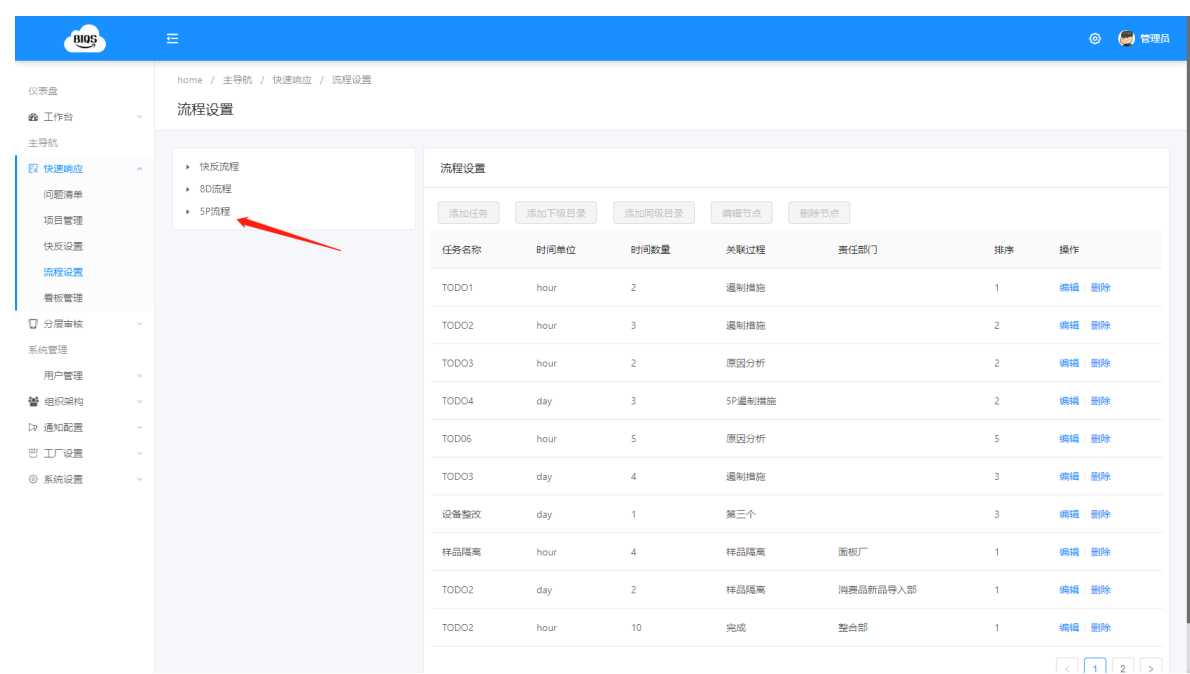 BIQS
管理员
home / 主导航 / 快速响应 / 流程设置
流程设置
仪表盘
工作台
主导航
快速响应
问题清单
项目管理
快反设置
流程设置
看板管理
分层审核
系统管理
用户管理
组织架构
通知配置
工厂设置
系统设置
快反流程
8D流程
5P流程
流程设置
添加任务 添加下级目录 添加同级目录 编辑节点 删除节点
任务名称 时间单位 时间数量 关联过程 责任部门 排序 操作
TODO1 hour 2 遏制措施 1 编辑 删除
TODO2 hour 3 遏制措施 2 编辑 删除
TODO3 hour 2 原因分析 2 编辑 删除
TODO4 day 3 5P遏制措施 2 编辑 删除
TOD06 hour 5 原因分析 5 编辑 删除
TODO3 day 4 遏制措施 3 编辑 删除
设备整改 day 1 第三个 3 编辑 删除
样品隔离 hour 4 样品隔离 面板厂 1 编辑 删除
TODO2 day 2 样品隔离 消费品新品导入部 1 编辑 删除
TODO2 hour 10 完成 整合部 1 编辑 删除
< 1 2 >